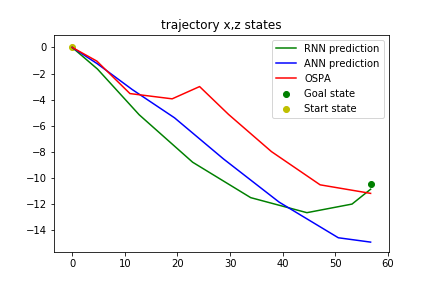 trajectory x,z states
RNN prediction
ANN prediction
OSPA
Goal state
Start state
0
−2
−4
−6
−8
−10
−12
−14
0 10 20 30 40 50 60